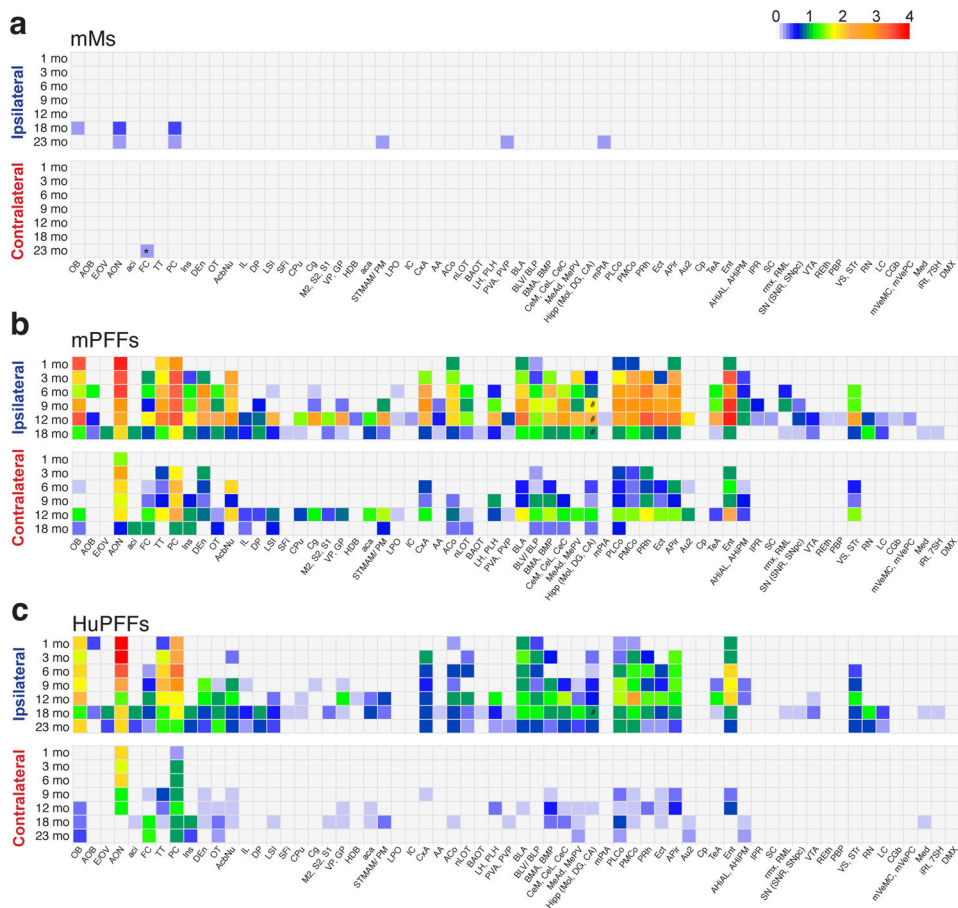 a
mMs
0 1 2 3 4
Ipsilateral
1 mo
3 mo
6 mo
9 mo
12 mo
18 mo
23 mo
Contralateral
1 mo
3 mo
6 mo
9 mo
12 mo
18 mo
23 mo
*
OB AOB E/OV AON aci FC TT PC Ins DEn OT AcbNu IL DP LSI SFi CPu Cg M2, S2, S1 VP, GP HDB aca STMAM/ PM LPO IC CxA AA ACo nLOT BAOT LH, PLH PVA, PVP BLA BLV/ BLP BMA, BMP CeM, CeL, CeC MeAd, MePV Hipp (Mol, DG, CA) mPtA PLCo PMCo PRh Ect APir Au2 Cp TeA Ent AHiAL, AHiPM IPR SC rmx, RML SN (SNR, SNpc) VTA REth PBP VS, STr RN LC CGb mVeMC, mVePC Med iRt, 7SH DMX
b
mPFFs
Ipsilateral
1 mo
3 mo
6 mo
9 mo
#
12 mo
#
18 mo
#
Contralateral
1 mo
3 mo
6 mo
9 mo
12 mo
18 mo
OB AOB E/OV AON aci FC TT PC Ins DEn OT AcbNu IL DP LSI SFi CPu Cg M2, S2, S1 VP, GP HDB aca STMAM/ PM LPO IC CxA AA ACo nLOT BAOT LH, PLH PVA, PVP BLA BLV/ BLP BMA, BMP CeM, CeL, CeC MeAd, MePV Hipp (Mol, DG, CA) mPtA PLCo PMCo PRh Ect APir Au2 Cp TeA Ent AHiAL, AHiPM IPR SC rmx, RML SN (SNR, SNpc) VTA REth PBP VS, STr RN LC CGb mVeMC, mVePC Med iRt, 7SH DMX
c
HuPFFs
Ipsilateral
1 mo
3 mo
6 mo
9 mo
12 mo
18 mo
#
23 mo
Contralateral
1 mo
3 mo
6 mo
9 mo
12 mo
18 mo
23 mo
OB AOB E/OV AON aci FC TT PC Ins DEn OT AcbNu IL DP LSI SFi CPu Cg M2, S2, S1 VP, GP HDB aca STMAM/ PM LPO IC CxA AA ACo nLOT BAOT LH, PLH PVA, PVP BLA BLV/ BLP BMA, BMP CeM, CeL, CeC MeAd, MePV Hipp (Mol, DG, CA) mPtA PLCo PMCo PRh Ect APir Au2 Cp TeA Ent AHiAL, AHiPM IPR SC rmx, RML SN (SNR, SNpc) VTA REth PBP VS, STr RN LC CGb mVeMC, mVePC Med iRt, 7SH DMX